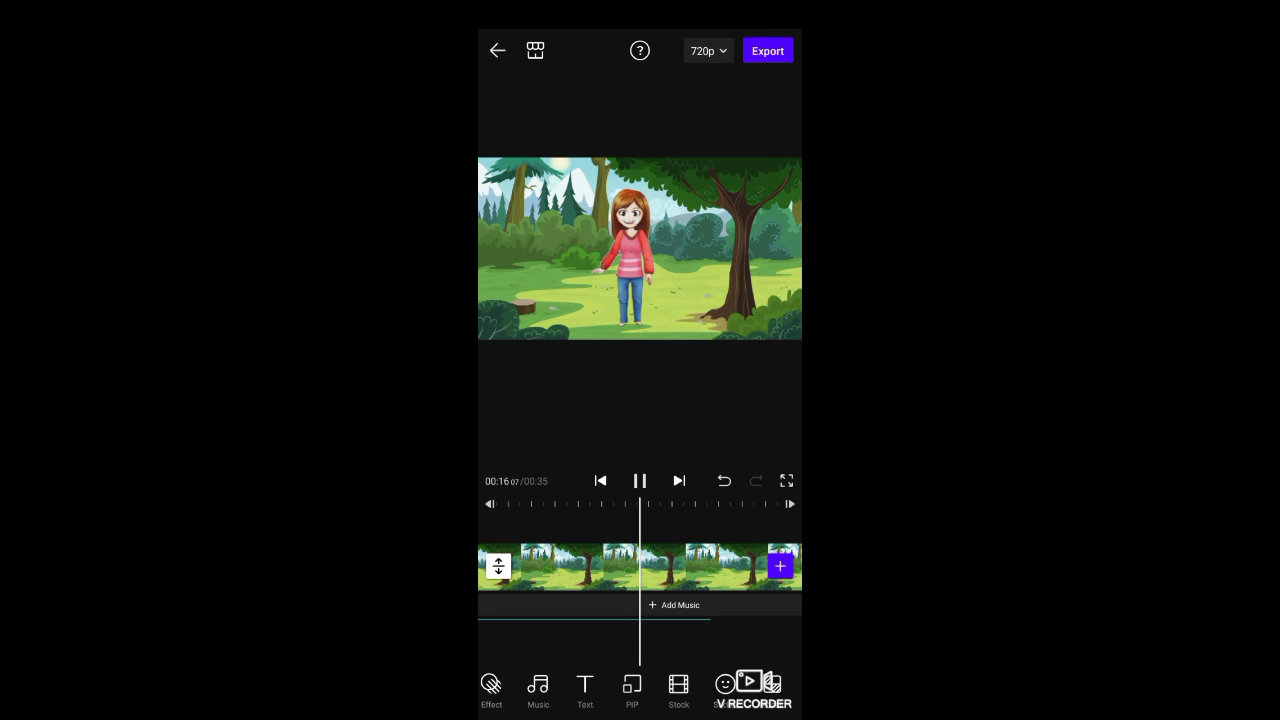 ?
720p
Export
00:16 07/00:35
+ Add Music
Effect
Music
Text
PIP
Stock
V RECORDER